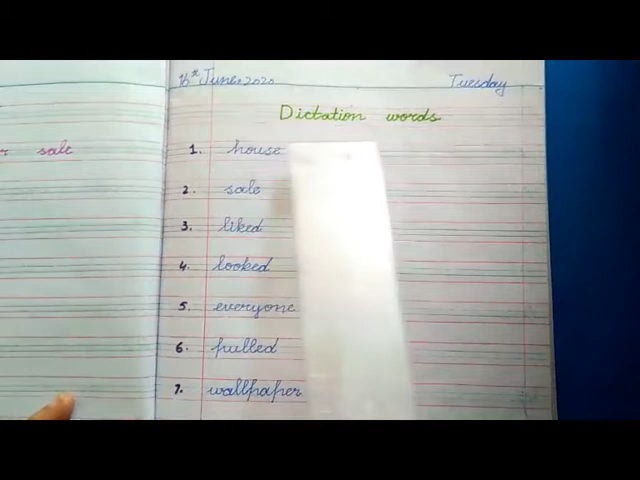 16th June 2020 Tuesday
Dictation words
r sale
1. house
2. sale
3. liked
4. looked
5. everyone
6. pulled
7. wallpaper